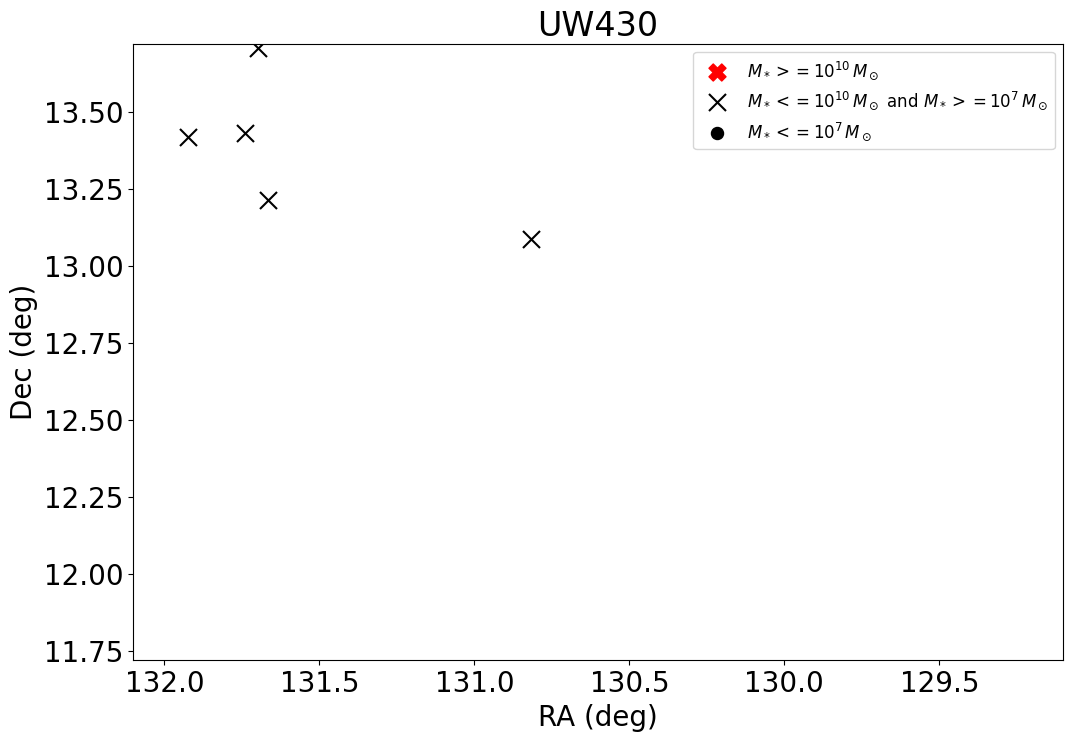 UW430
M* >= 10^10 M⊙
M* <= 10^10 M⊙ and M* >= 10^7 M⊙
M* <= 10^7 M⊙
13.50
13.25
13.00
12.75
12.50
12.25
12.00
11.75
Dec (deg)
132.0 131.5 131.0 130.5 130.0 129.5
RA (deg)